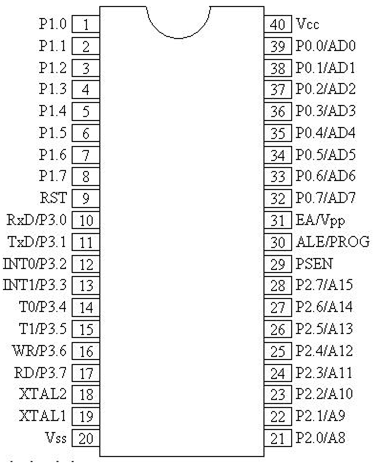 P1.0 1 40 Vcc
P1.1 2 39 P0.0/AD0
P1.2 3 38 P0.1/AD1
P1.3 4 37 P0.2/AD2
P1.4 5 36 P0.3/AD3
P1.5 6 35 P0.4/AD4
P1.6 7 34 P0.5/AD5
P1.7 8 33 P0.6/AD6
RST 9 32 P0.7/AD7
RxD/P3.0 10 31 EA/Vpp
TxD/P3.1 11 30 ALE/PROG
INT0/P3.2 12 29 PSEN
INT1/P3.3 13 28 P2.7/A15
T0/P3.4 14 27 P2.6/A14
T1/P3.5 15 26 P2.5/A13
WR/P3.6 16 25 P2.4/A12
RD/P3.7 17 24 P2.3/A11
XTAL2 18 23 P2.2/A10
XTAL1 19 22 P2.1/A9
Vss 20 21 P2.0/A8